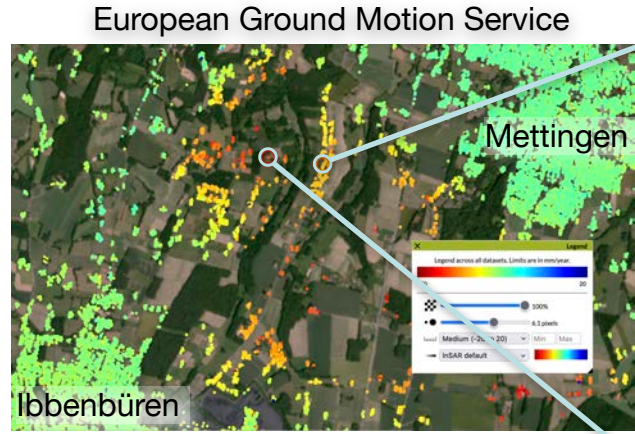 European Ground Motion Service
Mettingen
Legend
Legend across all datasets. Limits are in mm/year.
20
100%
6.1 pixels
Medium (-20 to 20)
Min
Max
InSAR default
Ibbenbüren